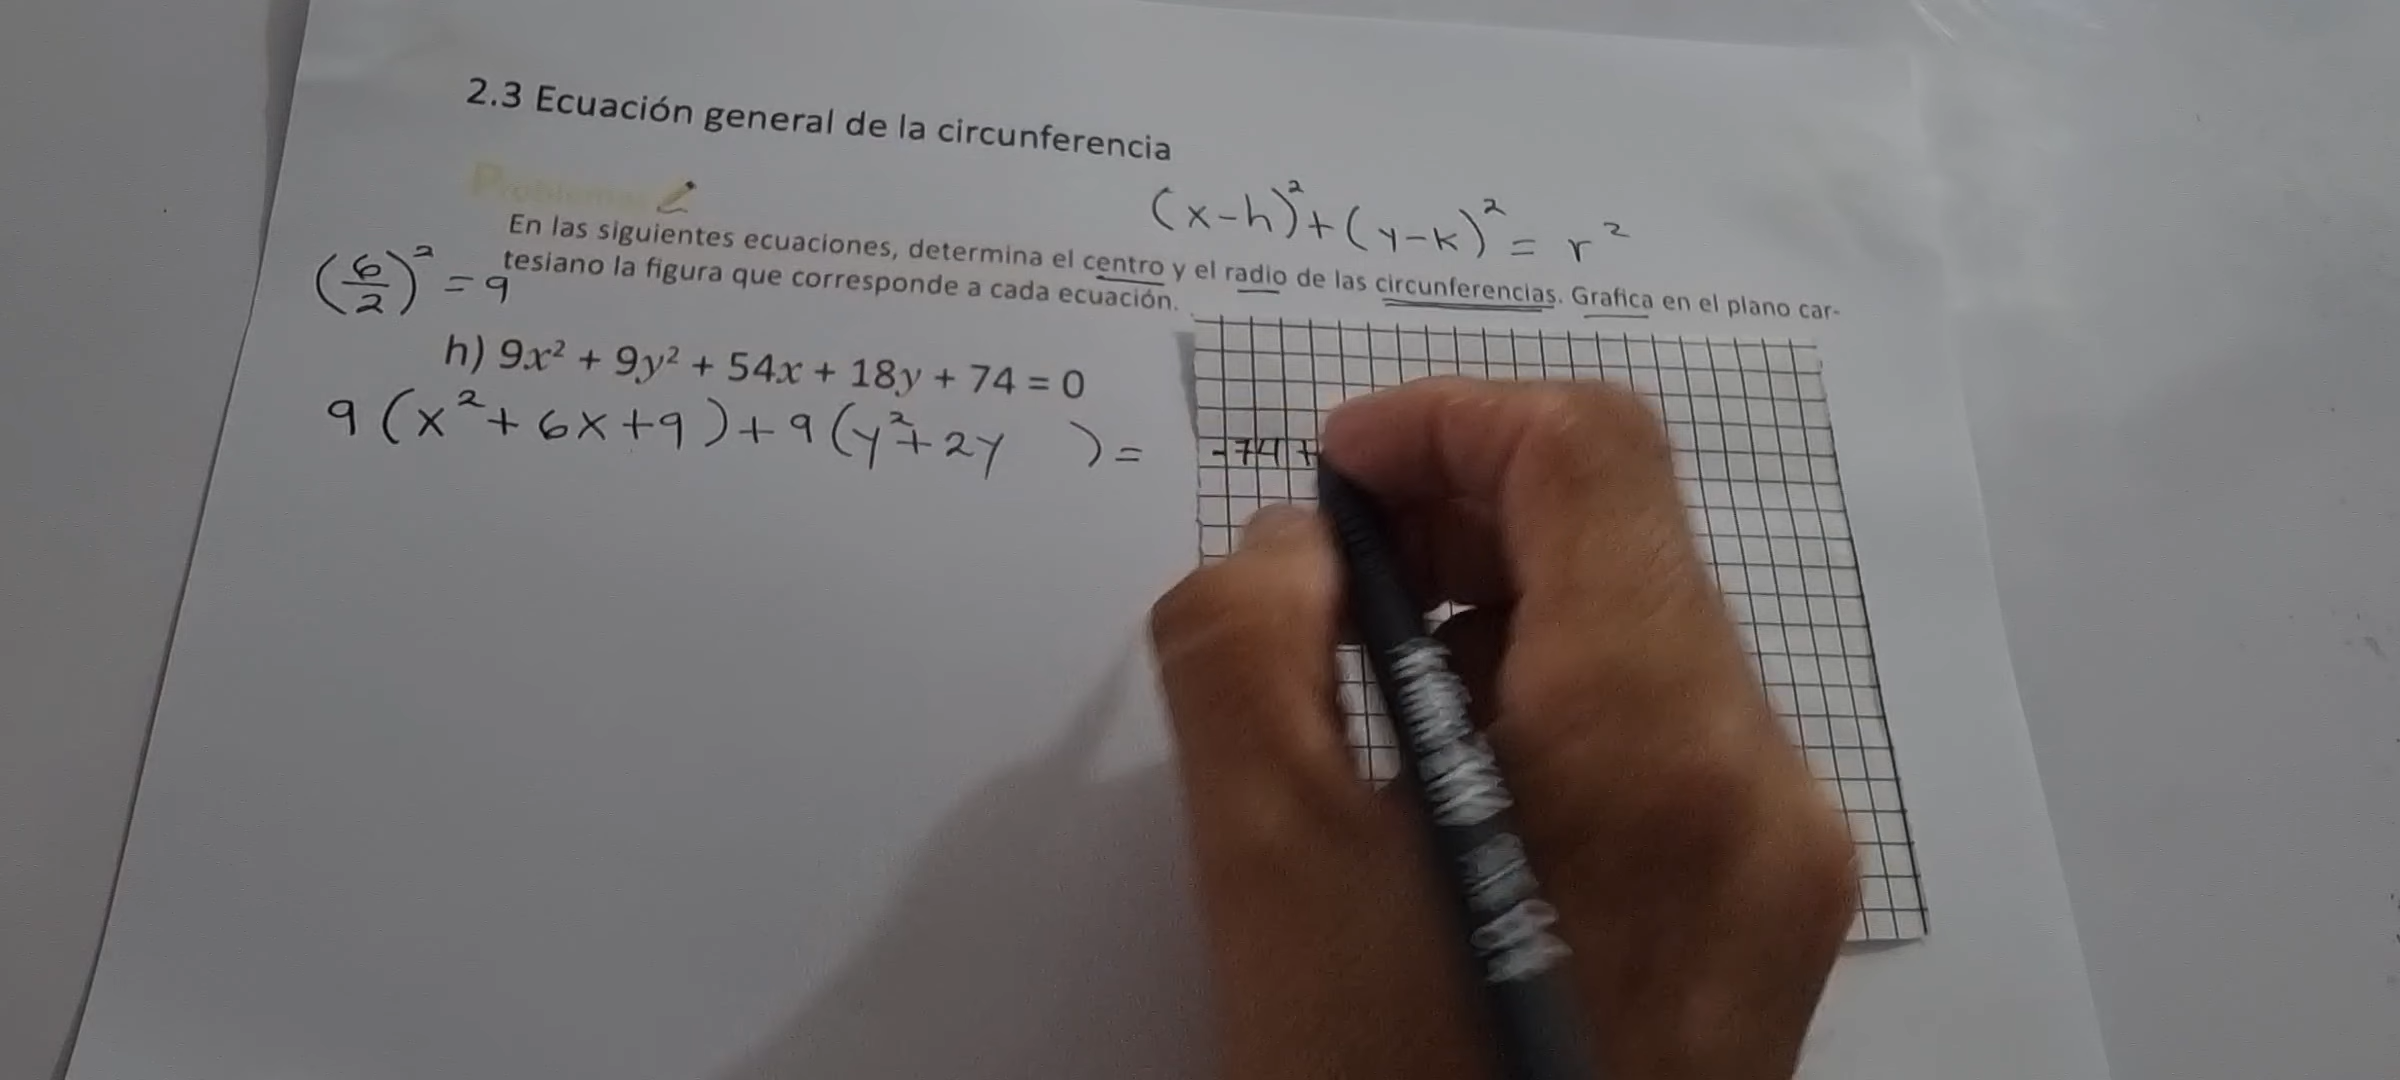 2.3 Ecuación general de la circunferencia
Problema
(x-h)² + (y-k)² = r²
En las siguientes ecuaciones, determina el centro y el radio de las circunferencias. Grafica en el plano car-
tesiano la figura que corresponde a cada ecuación.
(6/2)² = 9
h) 9x² + 9y² + 54x + 18y + 74 = 0
9(x² + 6x + 9) + 9(y² + 2y ) = -74 +